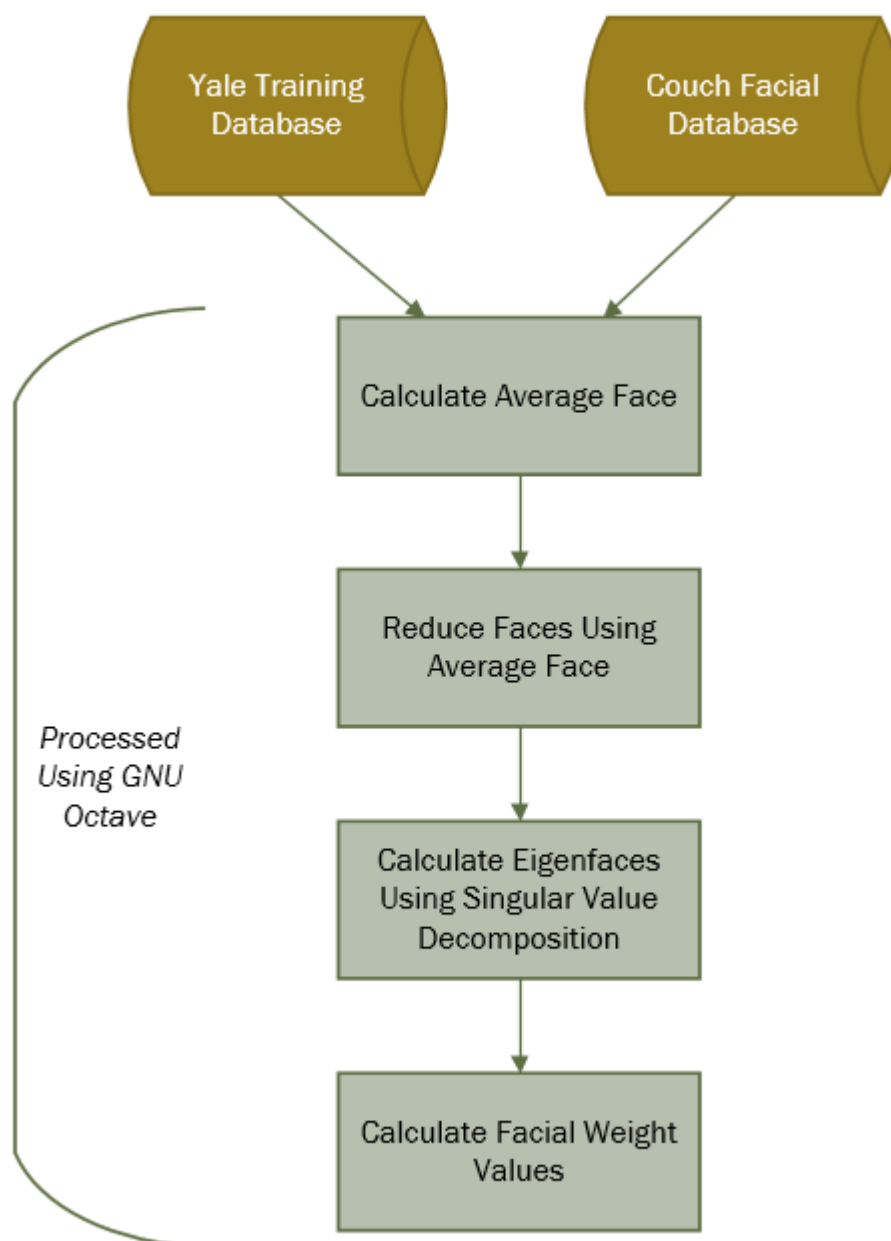 Yale Training
Database
Couch Facial
Database
Calculate Average Face
Reduce Faces Using
Average Face
Processed
Using GNU
Octave
Calculate Eigenfaces
Using Singular Value
Decomposition
Calculate Facial Weight
Values